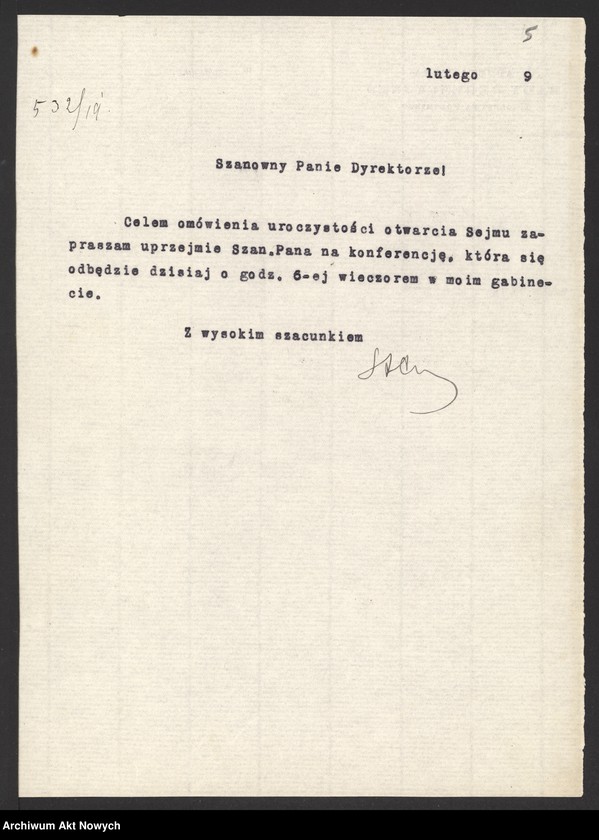 5
lutego 9
532/19
Szanowny Panie Dyrektorze!
Celem omówienia uroczystości otwarcia Sejmu za-
praszam uprzejmie Szan.Pana na konferencję, która się
odbędzie dzisiaj o godz. 6-ej wieczorem w moim gabine-
cie.
Z wysokim szacunkiem
Archiwum Akt Nowych